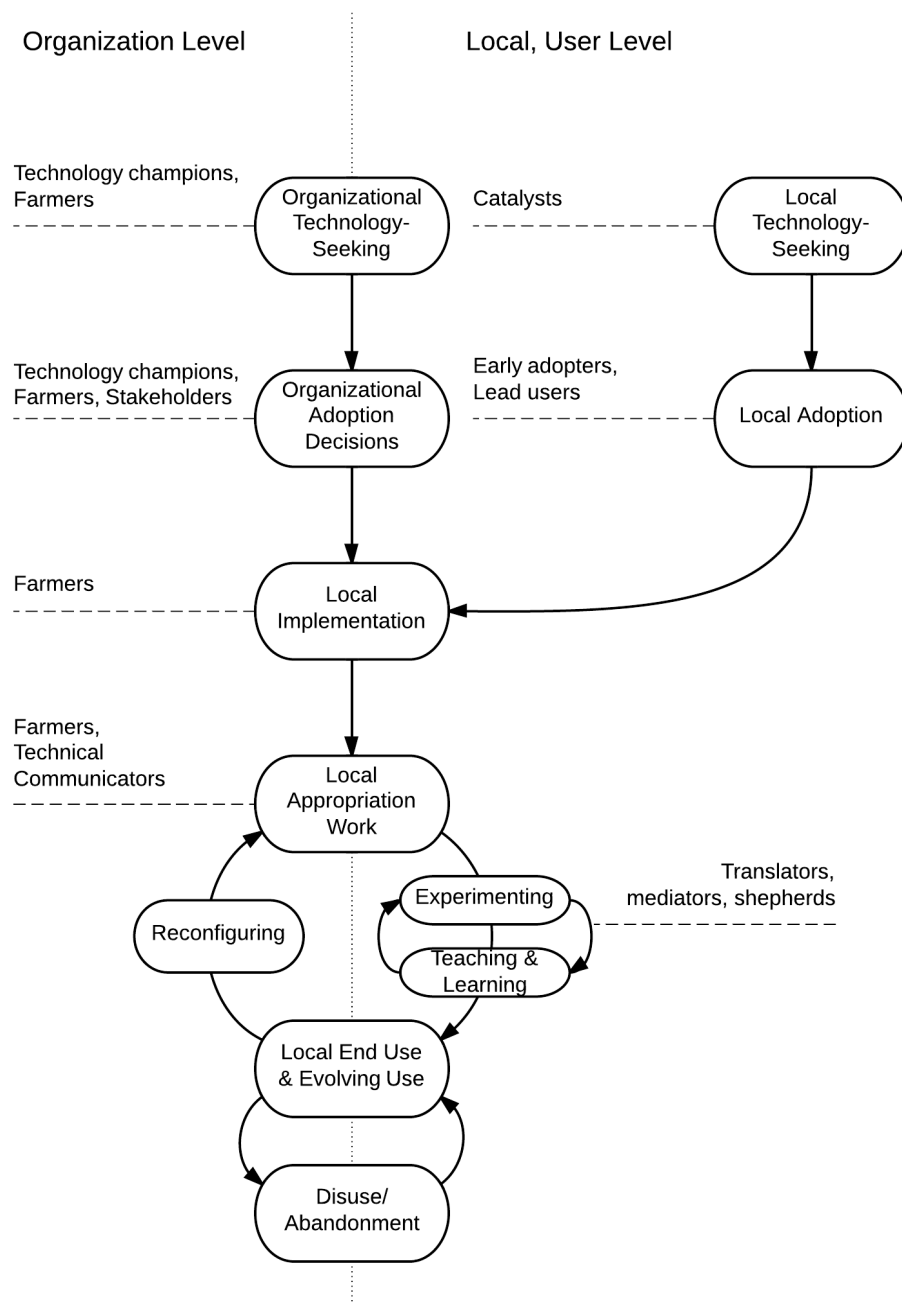 Organization Level
Local, User Level
Technology champions,
Farmers
Organizational
Technology-
Seeking
Catalysts
Local
Technology-
Seeking
Technology champions,
Farmers, Stakeholders
Organizational
Adoption
Decisions
Early adopters,
Lead users
Local Adoption
Farmers
Local
Implementation
Farmers,
Technical
Communicators
Local
Appropriation
Work
Reconfiguring
Experimenting
Teaching &
Learning
Translators,
mediators, shepherds
Local End Use
& Evolving Use
Disuse/
Abandonment